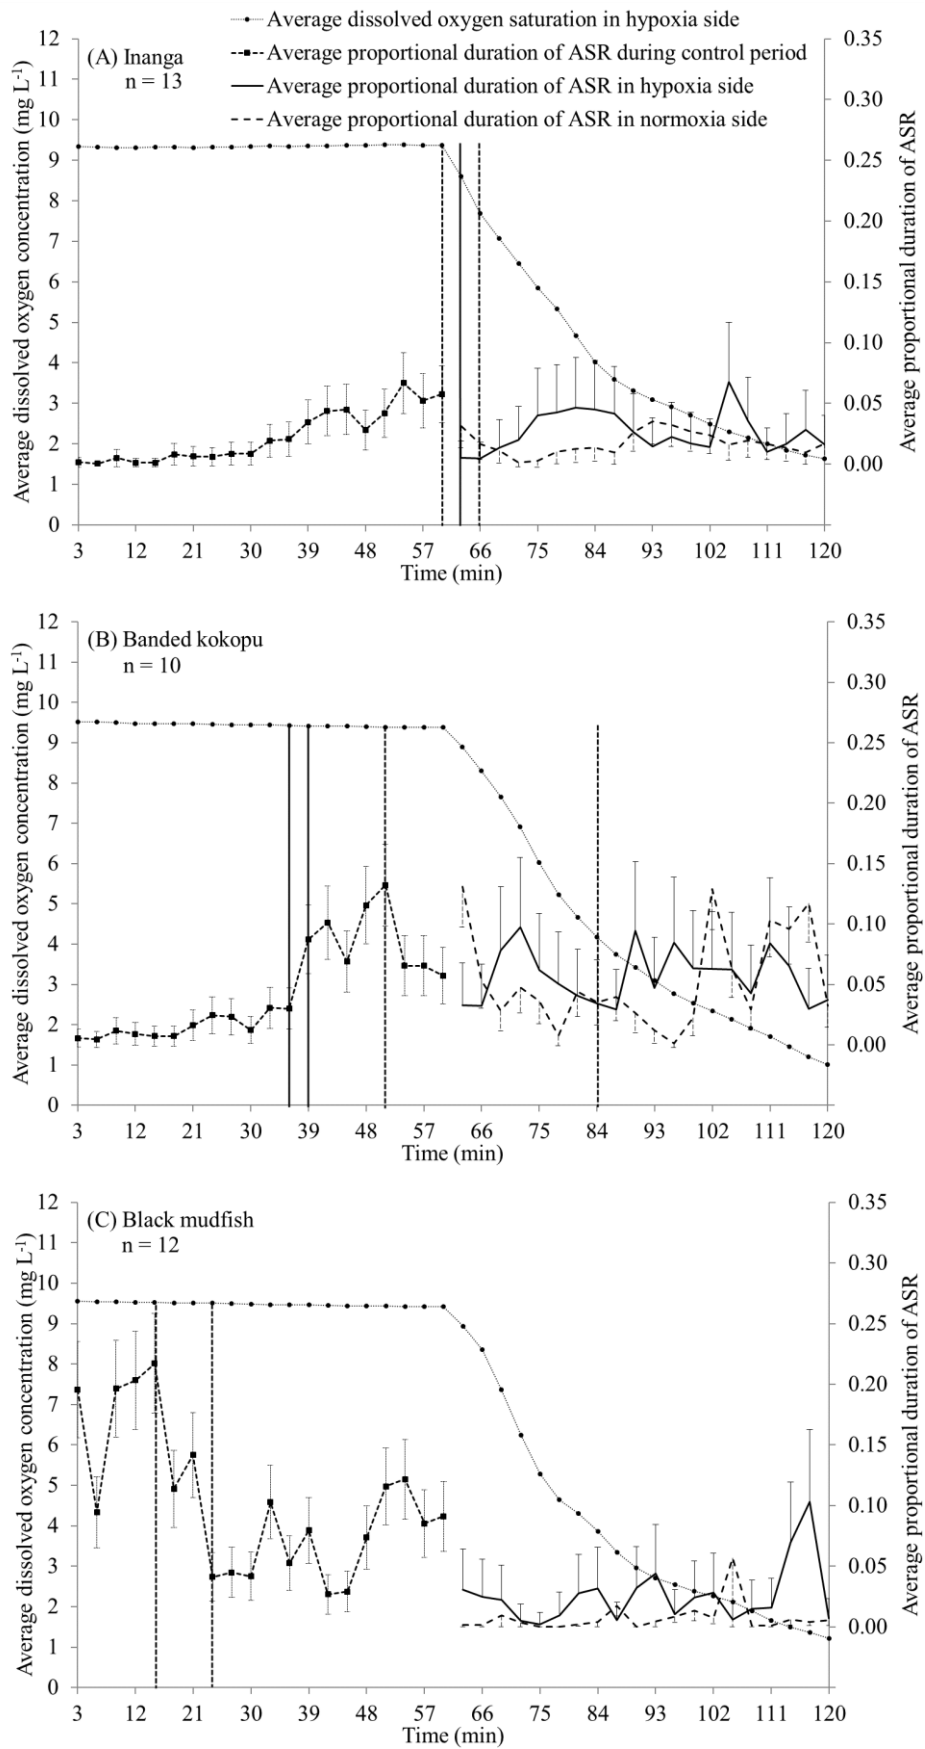 Average dissolved oxygen saturation in hypoxia side
Average proportional duration of ASR during control period
Average proportional duration of ASR in hypoxia side
Average proportional duration of ASR in normoxia side
(A) Inanga
n = 13
Average dissolved oxygen concentration (mg L-1)
12
11
10
9
8
7
6
5
4
3
2
1
0
0.35
0.30
0.25
0.20
0.15
0.10
0.05
0.00
Average proportional duration of ASR
3 12 21 30 39 48 57 66 75 84 93 102 111 120
Time (min)
(B) Banded kokopu
n = 10
Average dissolved oxygen concentration (mg L-1)
12
11
10
9
8
7
6
5
4
3
2
1
0
0.35
0.30
0.25
0.20
0.15
0.10
0.05
0.00
Average proportional duration of ASR
3 12 21 30 39 48 57 66 75 84 93 102 111 120
Time (min)
(C) Black mudfish
n = 12
Average dissolved oxygen concentration (mg L-1)
12
11
10
9
8
7
6
5
4
3
2
1
0
0.35
0.30
0.25
0.20
0.15
0.10
0.05
0.00
Average proportional duration of ASR
3 12 21 30 39 48 57 66 75 84 93 102 111 120
Time (min)